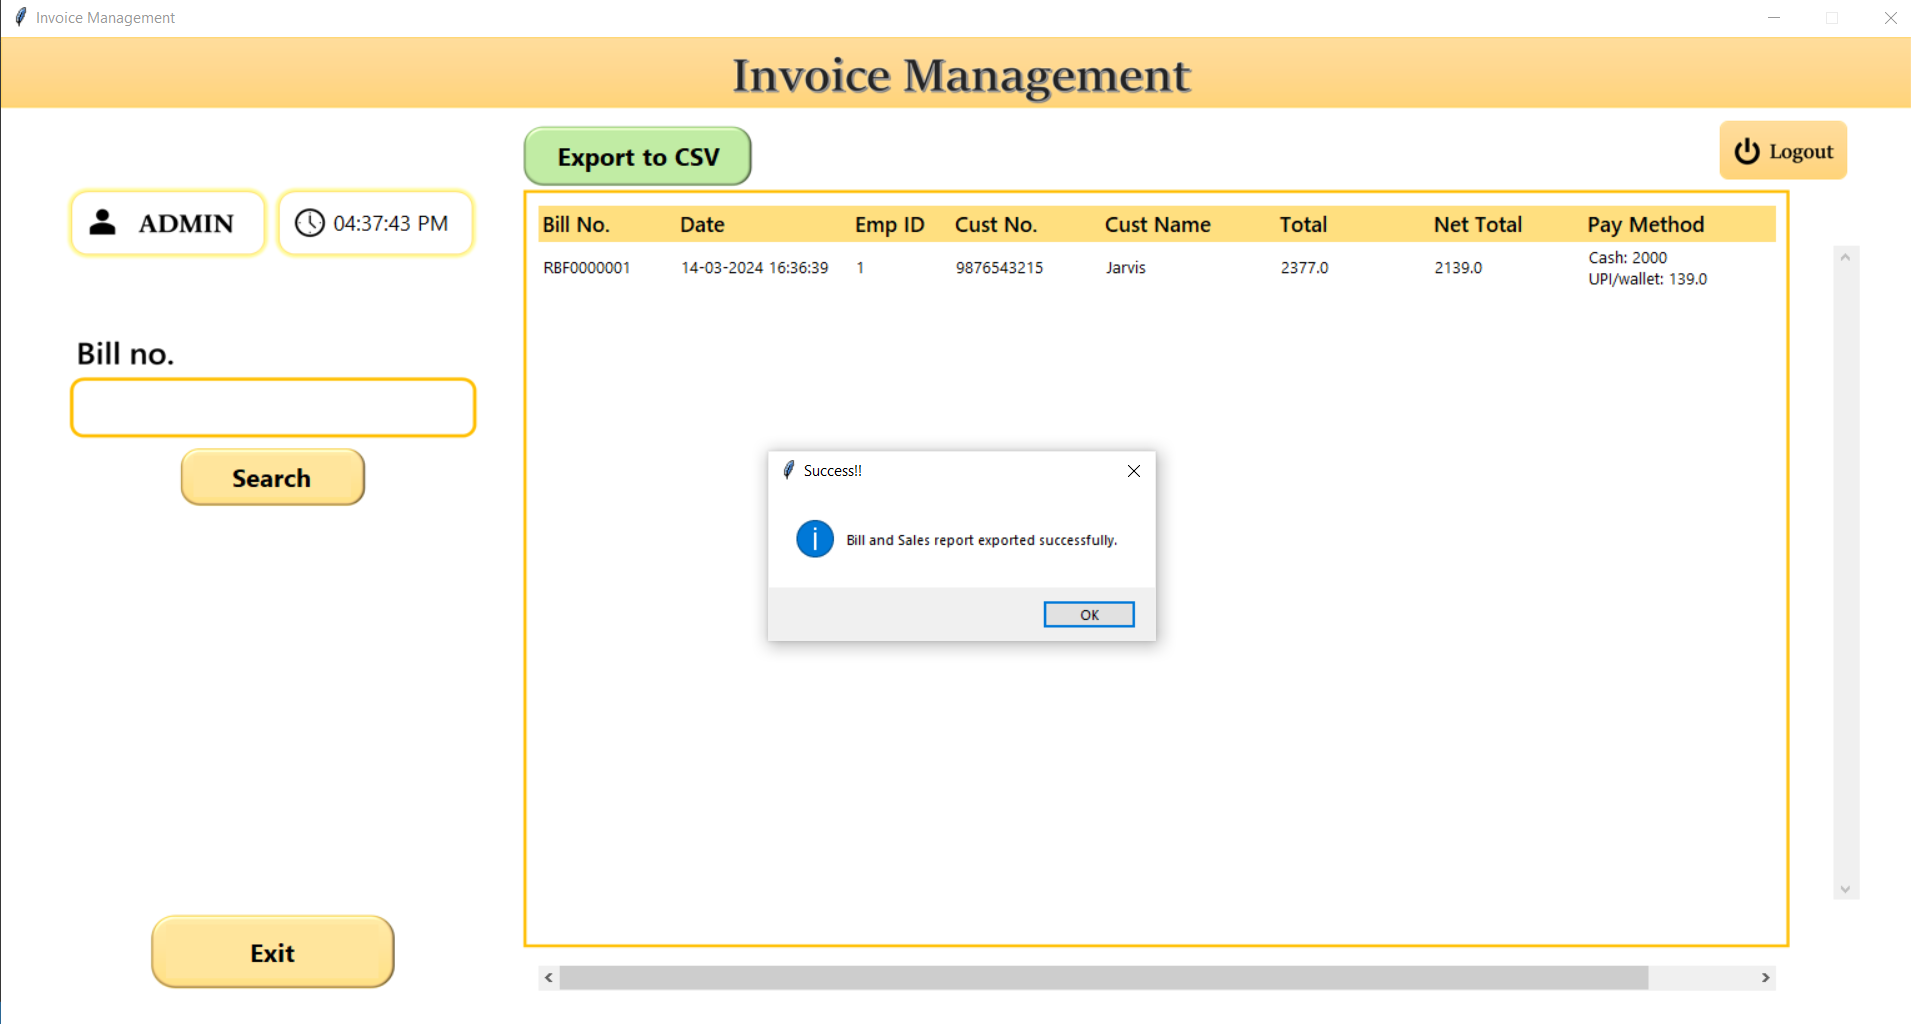 Invoice Management
Invoice Management
Export to CSV
Logout
ADMIN
04:37:43 PM
Bill No. Date Emp ID Cust No. Cust Name Total Net Total Pay Method
RBF0000001 14-03-2024 16:36:39 1 9876543215 Jarvis 2377.0 2139.0 Cash: 2000
UPI/wallet: 139.0
Bill no.
Search
Success!!
Bill and Sales report exported successfully.
OK
Exit